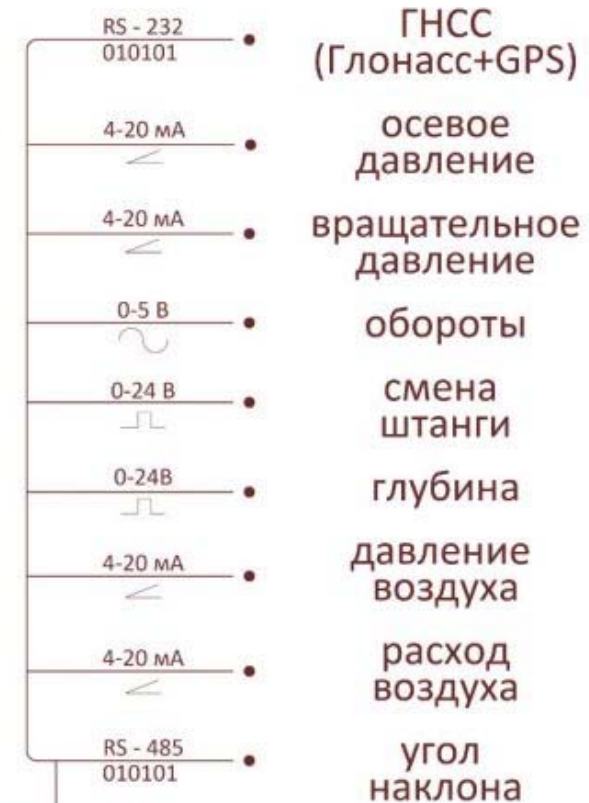 RS - 232
010101
ГНСС
(Глонасс+GPS)
4-20 мА
осевое
давление
4-20 мА
вращательное
давление
0-5 В
обороты
0-24 В
смена
штанги
0-24В
глубина
4-20 мА
давление
воздуха
4-20 мА
расход
воздуха
RS - 485
010101
угол
наклона